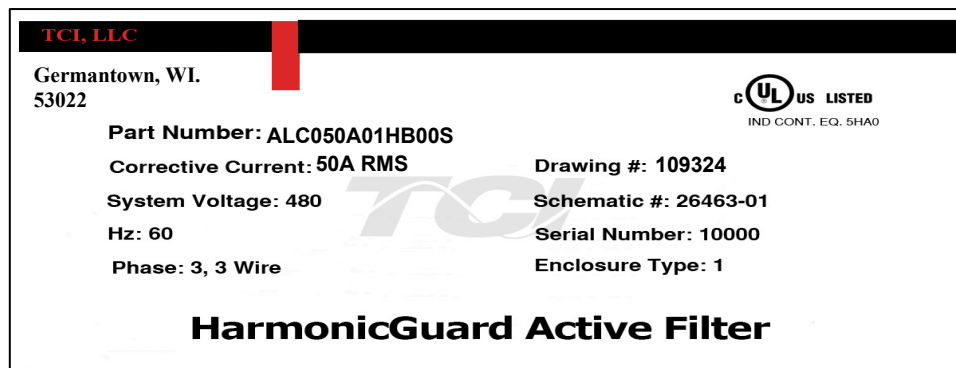 TCI, LLC
Germantown, WI.
53022
C UL ® US LISTED
IND CONT. EQ. 5HA0
Part Number: ALC050A01HB00S
Corrective Current: 50A RMS
Drawing #: 109324
System Voltage: 480
Schematic #: 26463-01
Hz: 60
Serial Number: 10000
Phase: 3, 3 Wire
Enclosure Type: 1
TCI
HarmonicGuard Active Filter